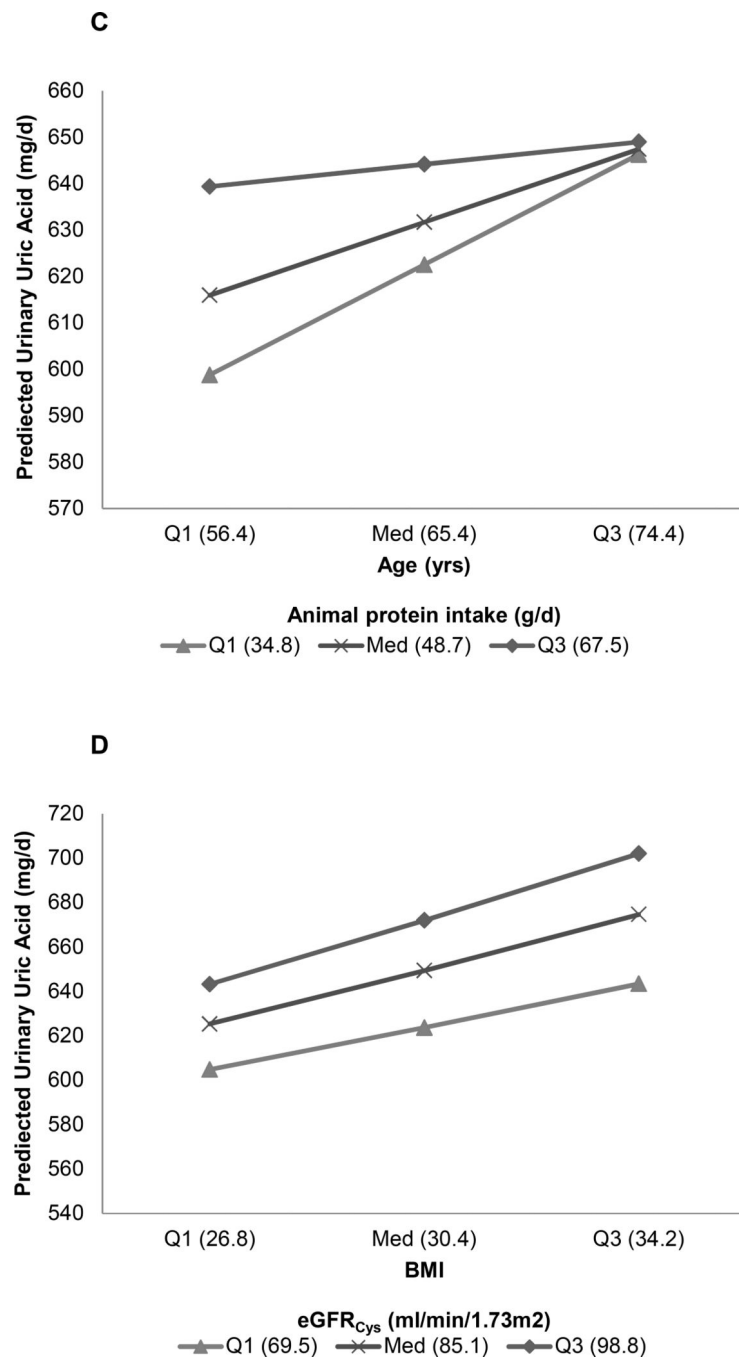 C
Prediected Urinary Uric Acid (mg/d)
660
650
640
630
620
610
600
590
580
570
Q1 (56.4) Med (65.4) Q3 (74.4)
Age (yrs)
Animal protein intake (g/d)
Q1 (34.8) Med (48.7) Q3 (67.5)
D
Prediected Urinary Uric Acid (mg/d)
720
700
680
660
640
620
600
580
560
540
Q1 (26.8) Med (30.4) Q3 (34.2)
BMI
eGFRCys (ml/min/1.73m2)
Q1 (69.5) Med (85.1) Q3 (98.8)